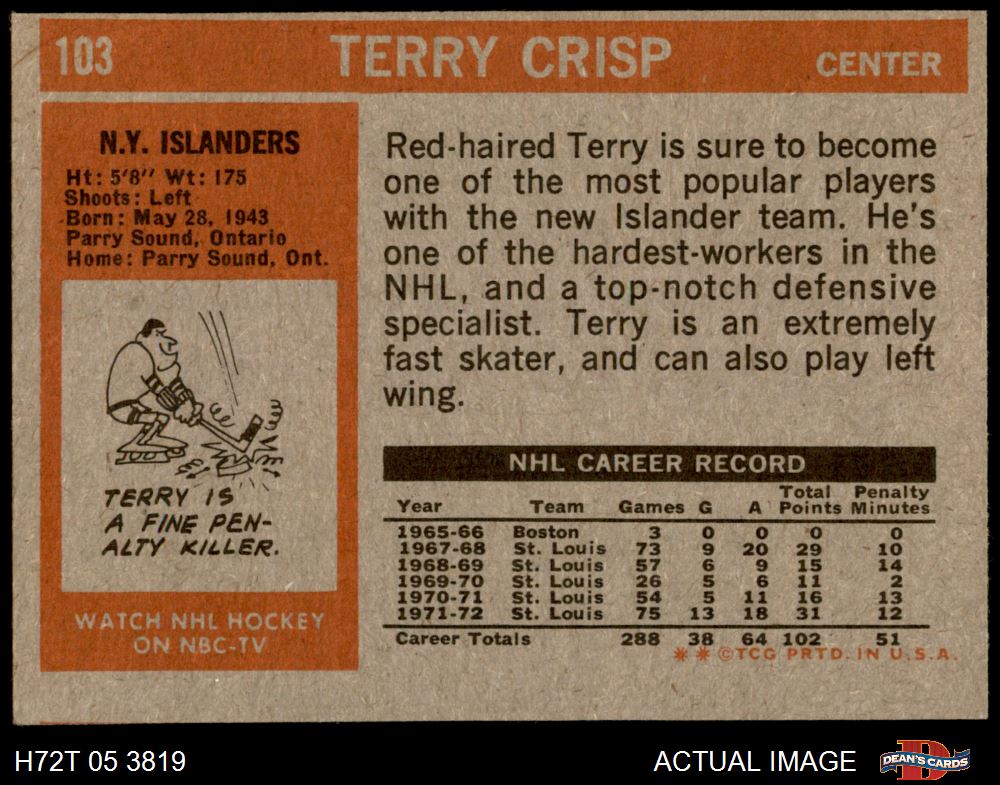 103 TERRY CRISP CENTER
N.Y. ISLANDERS
Ht: 5'8" Wt: 175
Shoots: Left
Born: May 28, 1943
Parry Sound, Ontario
Home: Parry Sound, Ont.
TERRY IS
A FINE PEN-
ALTY KILLER.
WATCH NHL HOCKEY
ON NBC-TV
Red-haired Terry is sure to become
one of the most popular players
with the new Islander team. He's
one of the hardest-workers in the
NHL, and a top-notch defensive
specialist. Terry is an extremely
fast skater, and can also play left
wing.
NHL CAREER RECORD
Year Team Games G A Total Points Penalty Minutes
1965-66 Boston 3 0 0 0 0
1967-68 St. Louis 73 9 20 29 10
1968-69 St. Louis 57 6 9 15 14
1969-70 St. Louis 26 5 6 11 2
1970-71 St. Louis 54 5 11 16 13
1971-72 St. Louis 75 13 18 31 12
Career Totals 288 38 64 102 51
** ©TCG PRTD. IN U.S.A.
H72T 05 3819 ACTUAL IMAGE DEAN'S CARDS